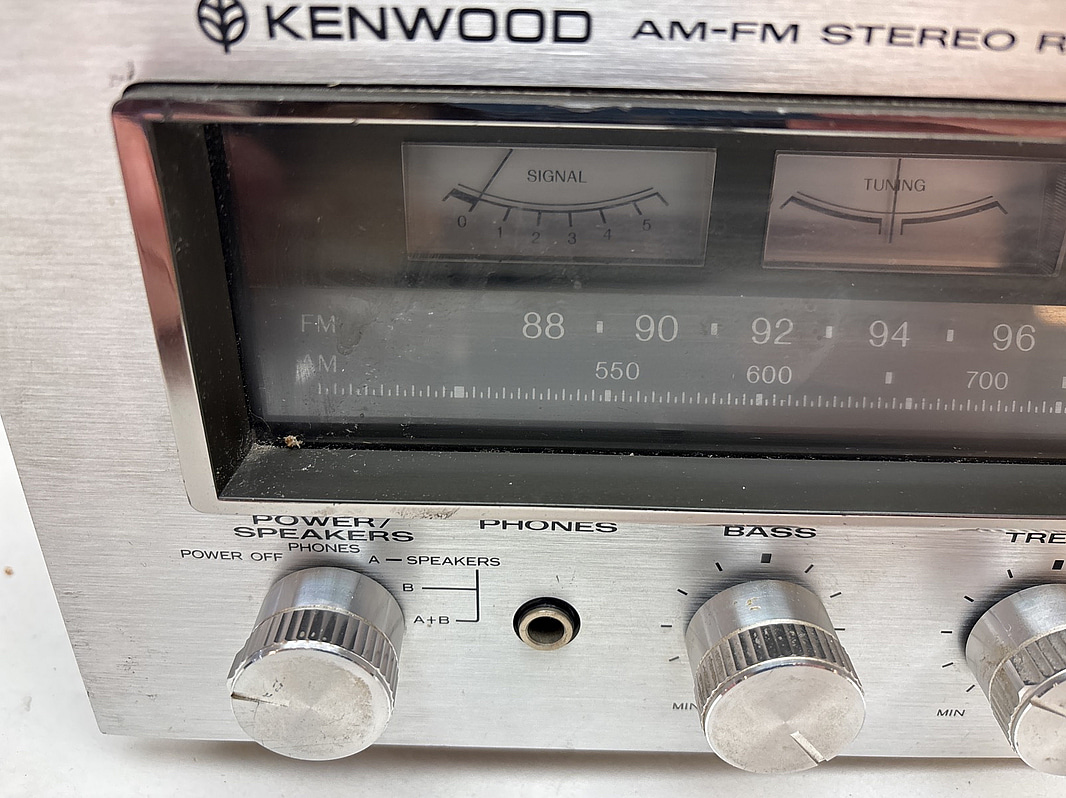 KENWOOD AM-FM STEREO R
SIGNAL
0 1 2 3 4 5
TUNING
FM 88 90 92 94 96
AM 550 600 700
POWER/
SPEAKERS
POWER OFF PHONES A — SPEAKERS
B
A+B
PHONES
BASS
MIN
TRE
MIN